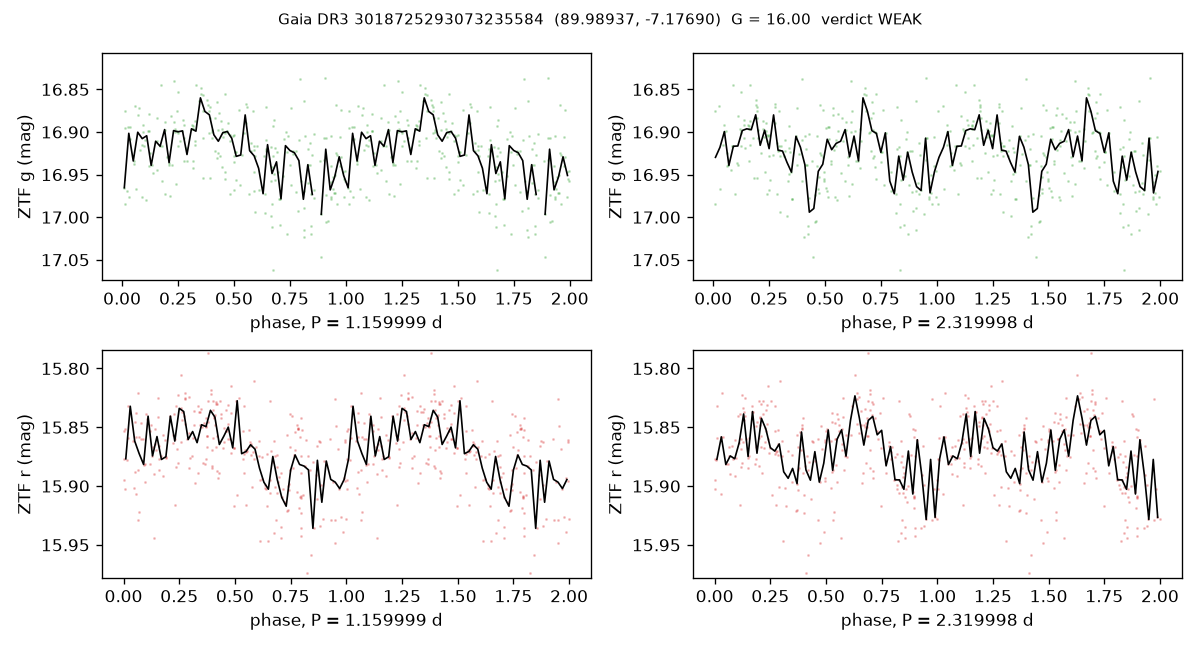 Gaia DR3 3018725293073235584 (89.98937, -7.17690) G = 16.00 verdict WEAK
ZTF g (mag)
16.85
16.90
16.95
17.00
17.05
0.00 0.25 0.50 0.75 1.00 1.25 1.50 1.75 2.00
phase, P = 1.159999 d
ZTF g (mag)
16.85
16.90
16.95
17.00
17.05
0.00 0.25 0.50 0.75 1.00 1.25 1.50 1.75 2.00
phase, P = 2.319998 d
ZTF r (mag)
15.80
15.85
15.90
15.95
0.00 0.25 0.50 0.75 1.00 1.25 1.50 1.75 2.00
phase, P = 1.159999 d
ZTF r (mag)
15.80
15.85
15.90
15.95
0.00 0.25 0.50 0.75 1.00 1.25 1.50 1.75 2.00
phase, P = 2.319998 d